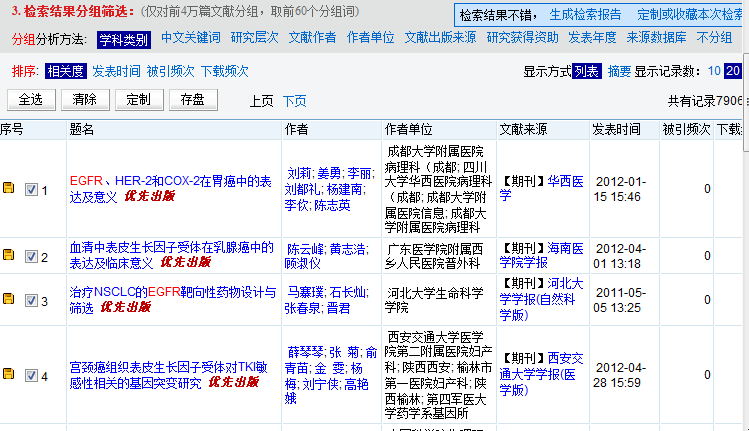 3. 检索结果分组筛选：(仅对前4万篇文献分组，取前60个分组词)
检索结果不错， 生成检索报告 定制或收藏本次检索
分组分析方法： 学科类别 中文关键词 研究层次 文献作者 作者单位 文献出版来源 研究获得资助 发表年度 来源数据库 不分组
排序: 相关度 发表时间 被引频次 下载频次
显示方式 列表 摘要 显示记录数： 10 20
全选 清除 定制 存盘 上页 下页
共有记录7906
序号 题名 作者 作者单位 文献来源 发表时间 被引频次 下载
1
EGFR、HER-2和COX-2在胃癌中的表
达及意义 优先出版
刘莉; 姜勇; 李丽;
刘都礼; 杨建南;
李佽; 陈志英
成都大学附属医院
病理科（成都; 四川
大学华西医院病理科
（成都; 成都大学附
属医院信息; 成都大
学附属医院病理科
【期刊】华西医
学
2012-01-
15 15:46
0
2
血清中表皮生长因子受体在乳腺癌中的
表达及临床意义 优先出版
陈云峰; 黄志浩;
顾淑仪
广东医学院附属西
乡人民医院普外科
【期刊】海南医
学院学报
2012-04-
01 13:18
0
3
治疗NSCLC的EGFR靶向性药物设计与
筛选 优先出版
马寨璞; 石长灿;
张春泉; 晋君
河北大学生命科学
学院
【期刊】河北大
学学报(自然科
学版)
2011-05-
05 13:25
0
4
宫颈癌组织表皮生长因子受体对TKI敏
感性相关的基因突变研究 优先出版
薛琴琴; 张 菊; 俞
青苗; 金 雯; 杨
梅; 刘宁侠; 高艳
娥
西安交通大学医学
院第二附属医院妇产
科; 陕西西安; 榆林市
第一医院妇产科; 陕
西榆林; 第四军医大
学药学系基因所
【期刊】西安交
通大学学报(医
学版)
2012-04-
28 15:59
0